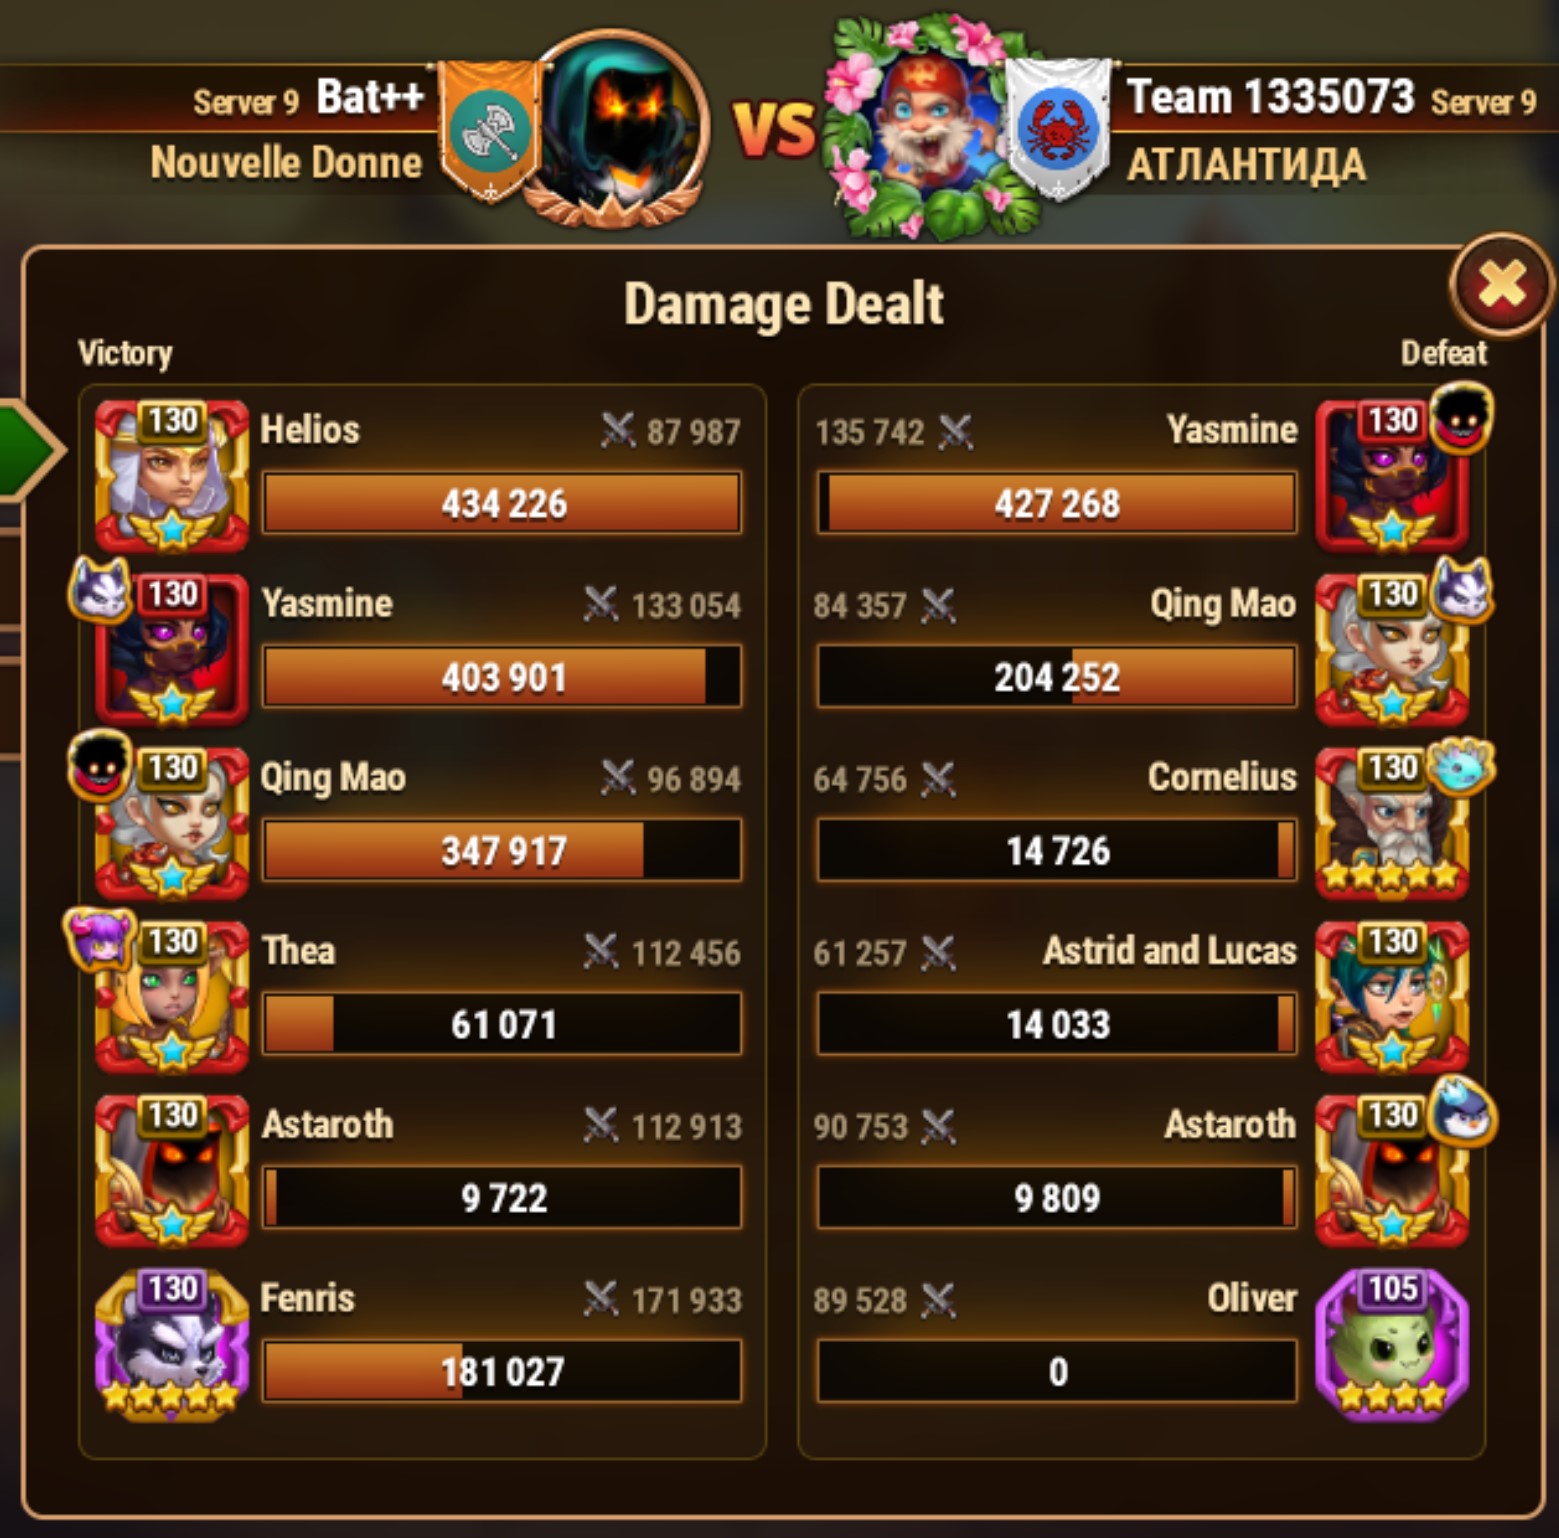 Server 9 Bat++
Nouvelle Donne
VS
Team 1335073 Server 9
АТЛАНТИДА
Damage Dealt
Victory
Defeat
130 Helios 87 987
434 226
130 Yasmine 133 054
403 901
130 Qing Mao 96 894
347 917
130 Thea 112 456
61 071
130 Astaroth 112 913
9 722
130 Fenris 171 933
181 027
135 742 Yasmine 130
427 268
84 357 Qing Mao 130
204 252
64 756 Cornelius 130
14 726
61 257 Astrid and Lucas 130
14 033
90 753 Astaroth 130
9 809
89 528 Oliver 105
0